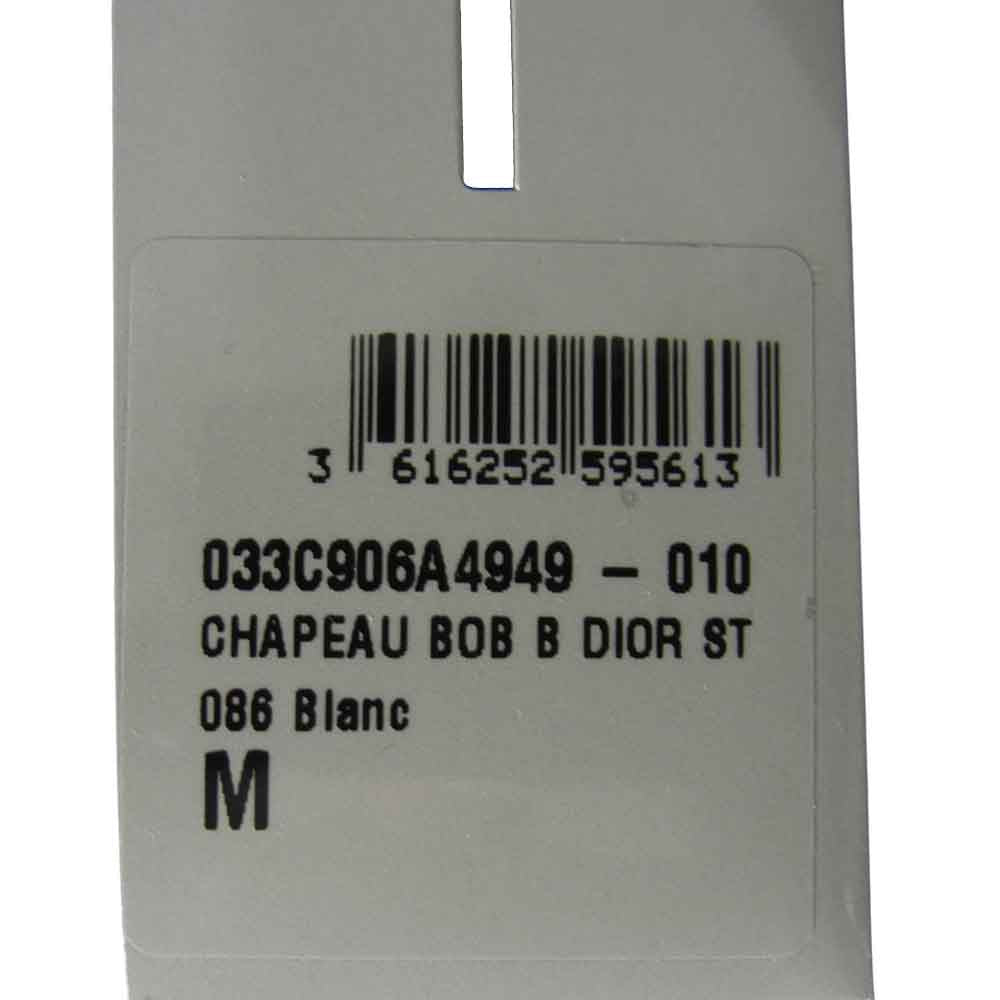 3 616252 595613
033C906A4949 - 010
CHAPEAU BOB B DIOR ST
086 Blanc
M